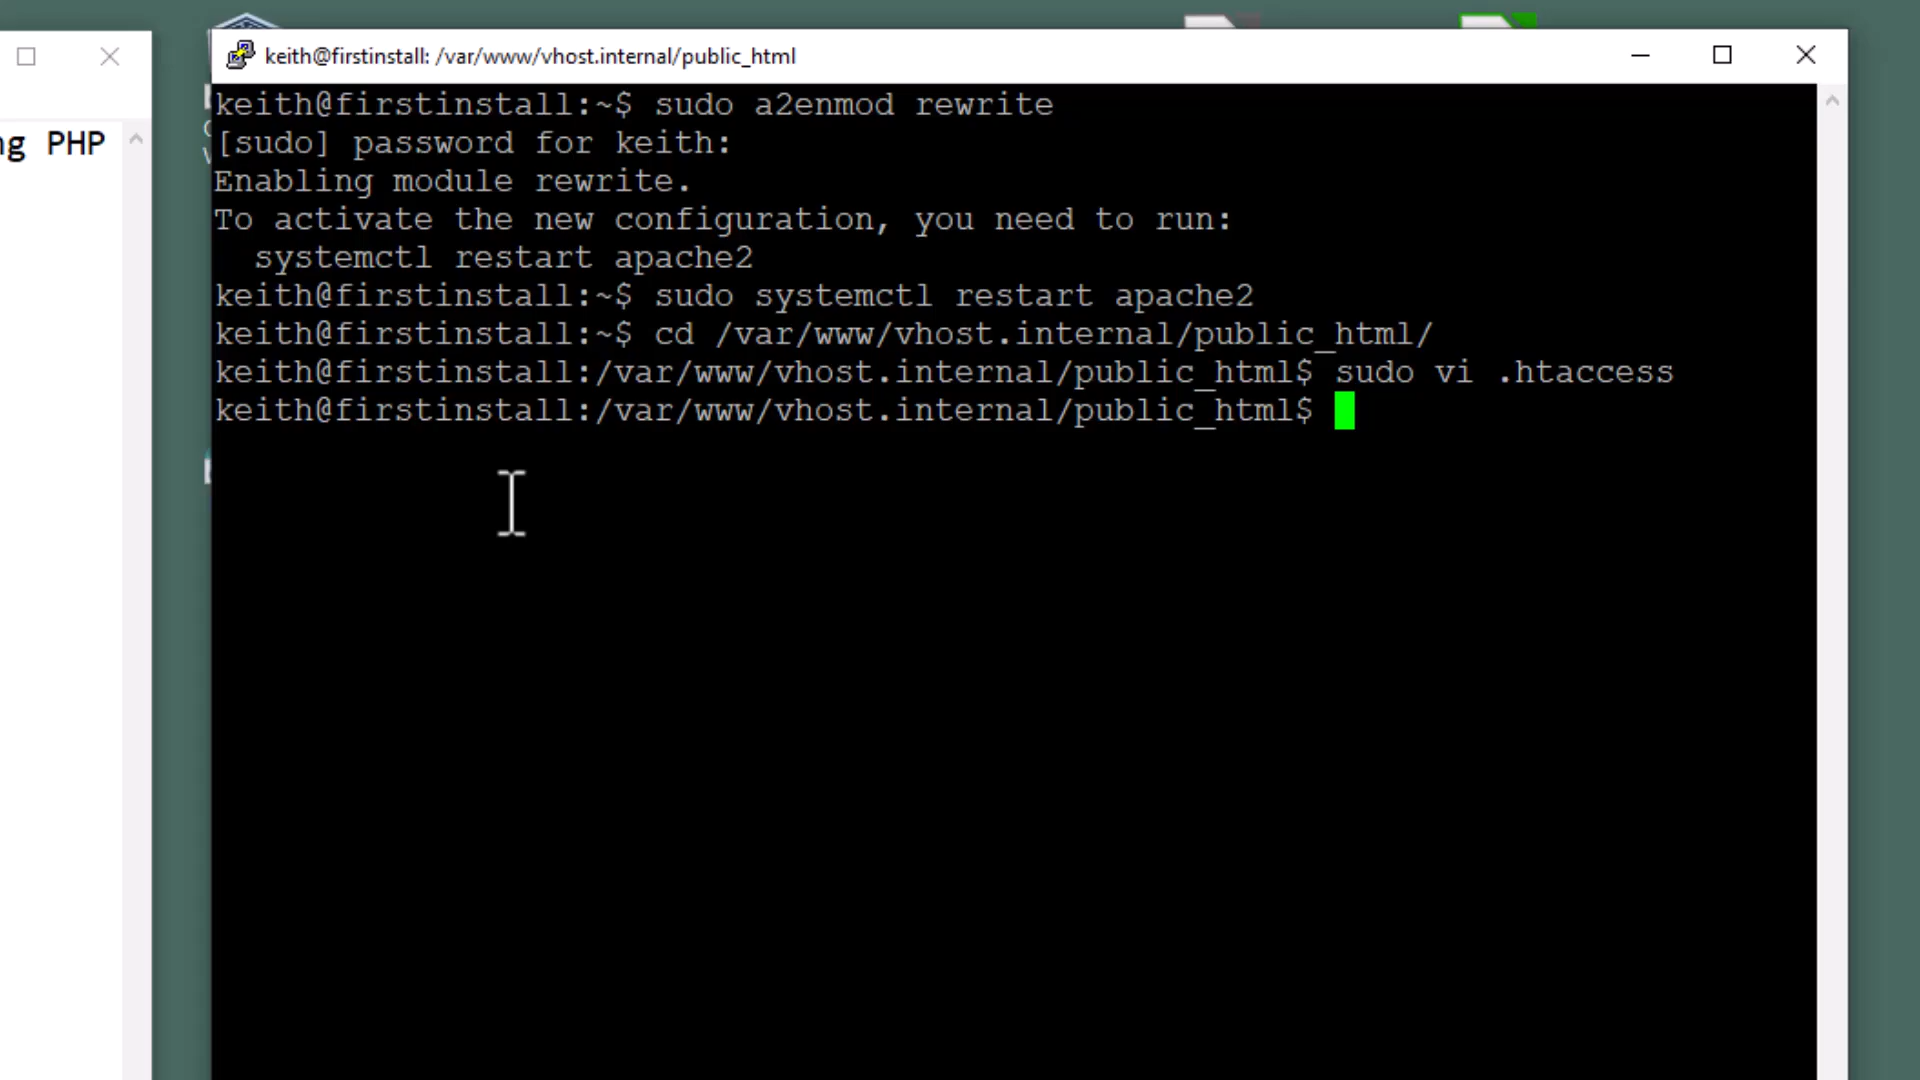 keith@firstinstall: /var/www/vhost.internal/public_html
ng PHP
keith@firstinstall:~$ sudo a2enmod rewrite
[sudo] password for keith:
Enabling module rewrite.
To activate the new configuration, you need to run:
  systemctl restart apache2
keith@firstinstall:~$ sudo systemctl restart apache2
keith@firstinstall:~$ cd /var/www/vhost.internal/public_html/
keith@firstinstall:/var/www/vhost.internal/public_html$ sudo vi .htaccess
keith@firstinstall:/var/www/vhost.internal/public_html$